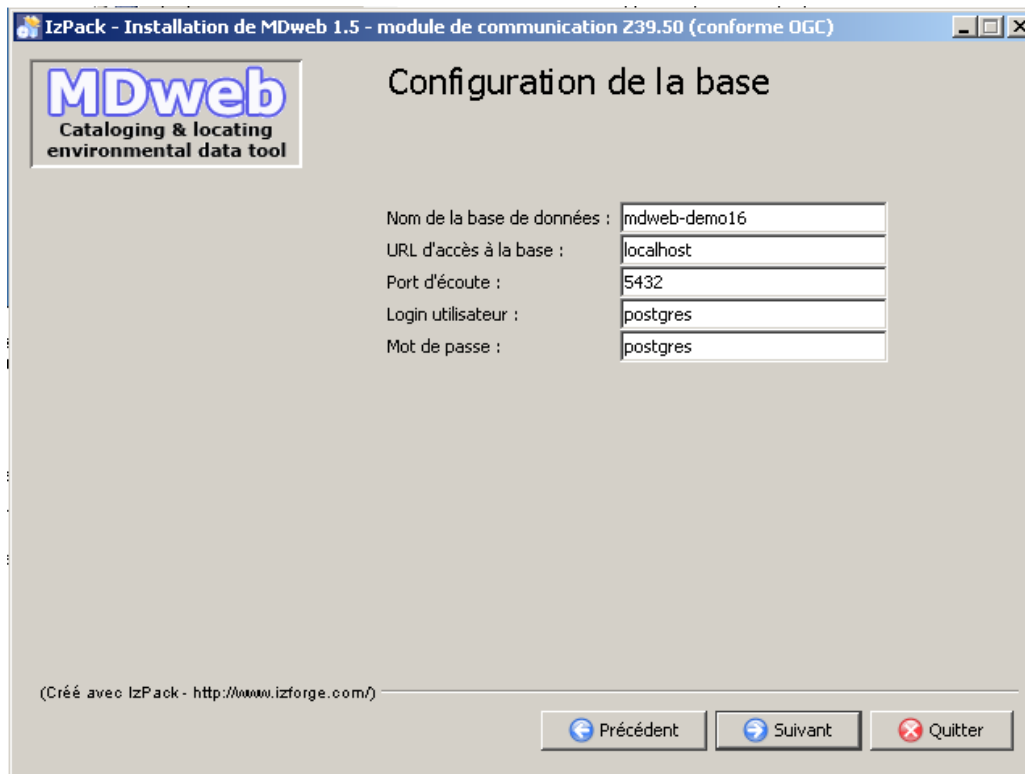 IzPack - Installation de MDweb 1.5 - module de communication Z39.50 (conforme OGC)
MDweb
Cataloging & locating
environmental data tool
Configuration de la base
Nom de la base de données : mdweb-demo16
URL d'accès à la base : localhost
Port d'écoute : 5432
Login utilisateur : postgres
Mot de passe : postgres
(Créé avec IzPack - http://www.izforge.com/)
Précédent
Suivant
Quitter